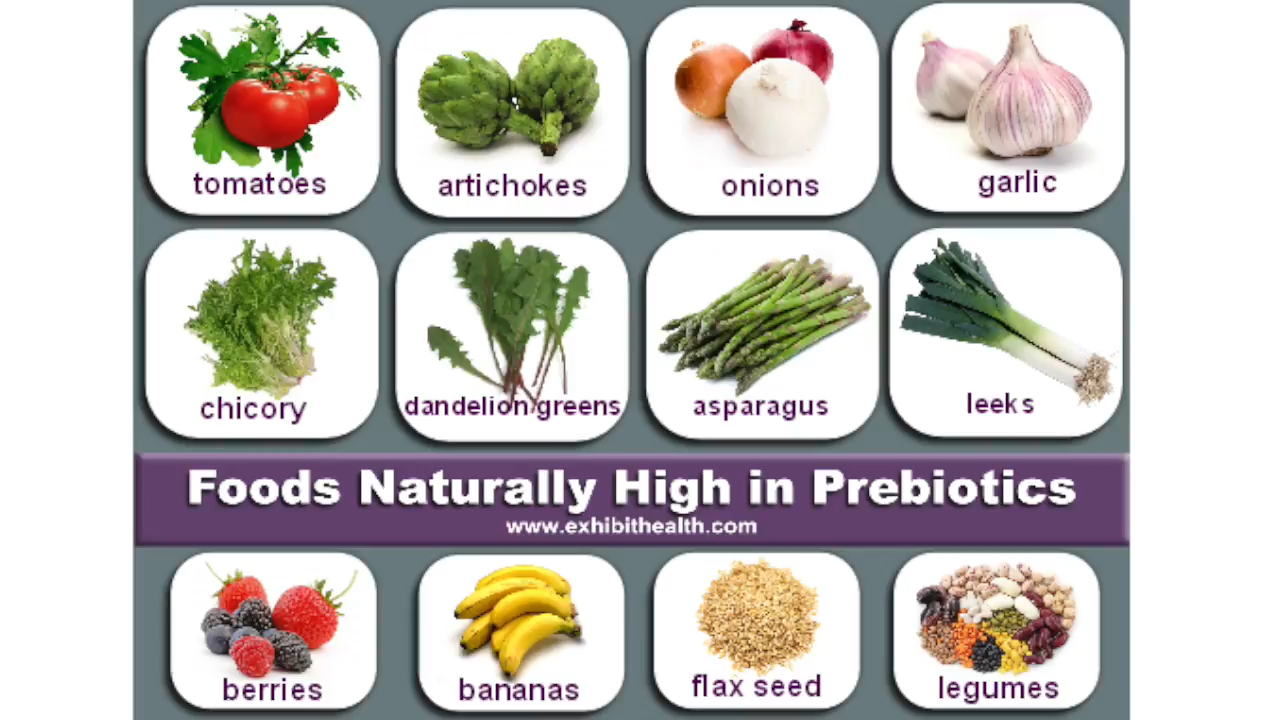 tomatoes
artichokes
onions
garlic
chicory
dandelion greens
asparagus
leeks
Foods Naturally High in Prebiotics
www.exhibithealth.com
berries
bananas
flax seed
legumes